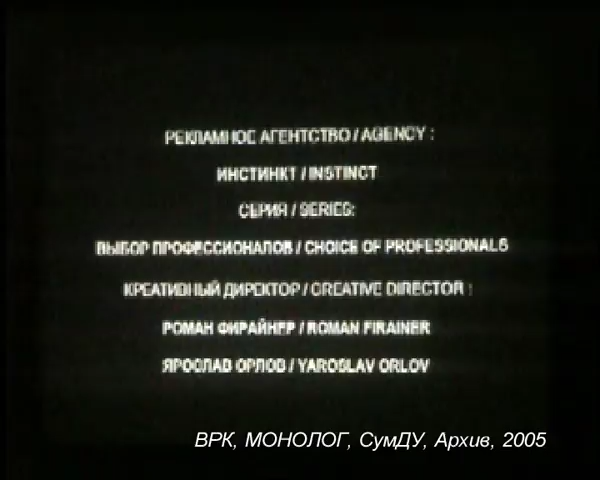 РЕКЛАМНОЕ АГЕНТСТВО / AGENCY :
ИНСТИНКТ / INSTINCT
СЕРИЯ / SERIES:
ВЫБОР ПРОФЕССИОНАЛОВ / CHOICE OF PROFESSIONALS
КРЕАТИВНЫЙ ДИРЕКТОР / CREATIVE DIRECTOR :
РОМАН ФИРАЙНЕР / ROMAN FIRAINER
ЯРОСЛАВ ОРЛОВ / YAROSLAV ORLOV
ВРК, МОНОЛОГ, СумДУ, Архив, 2005